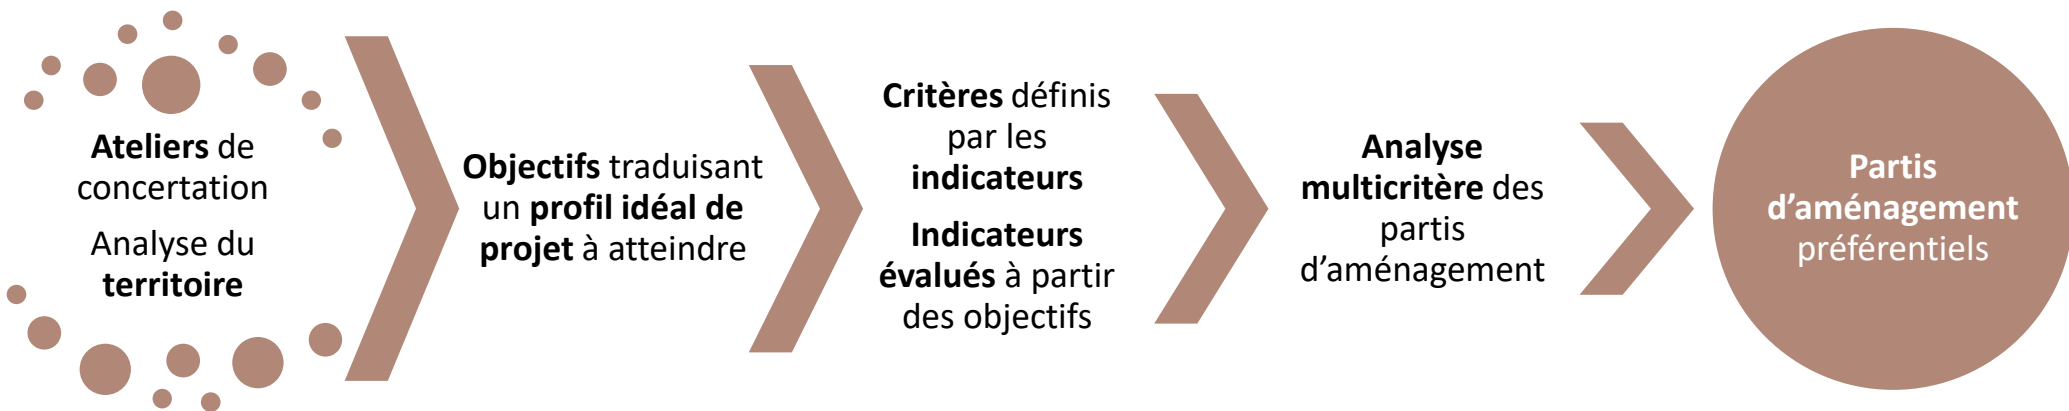 Ateliers de
concertation
Analyse du
territoire
Objectifs traduisant
un profil idéal de
projet à atteindre
Critères définis
par les
indicateurs
Indicateurs
évalués à partir
des objectifs
Analyse
multicritère des
partis
d’aménagement
Partis
d’aménagement
préférentiels